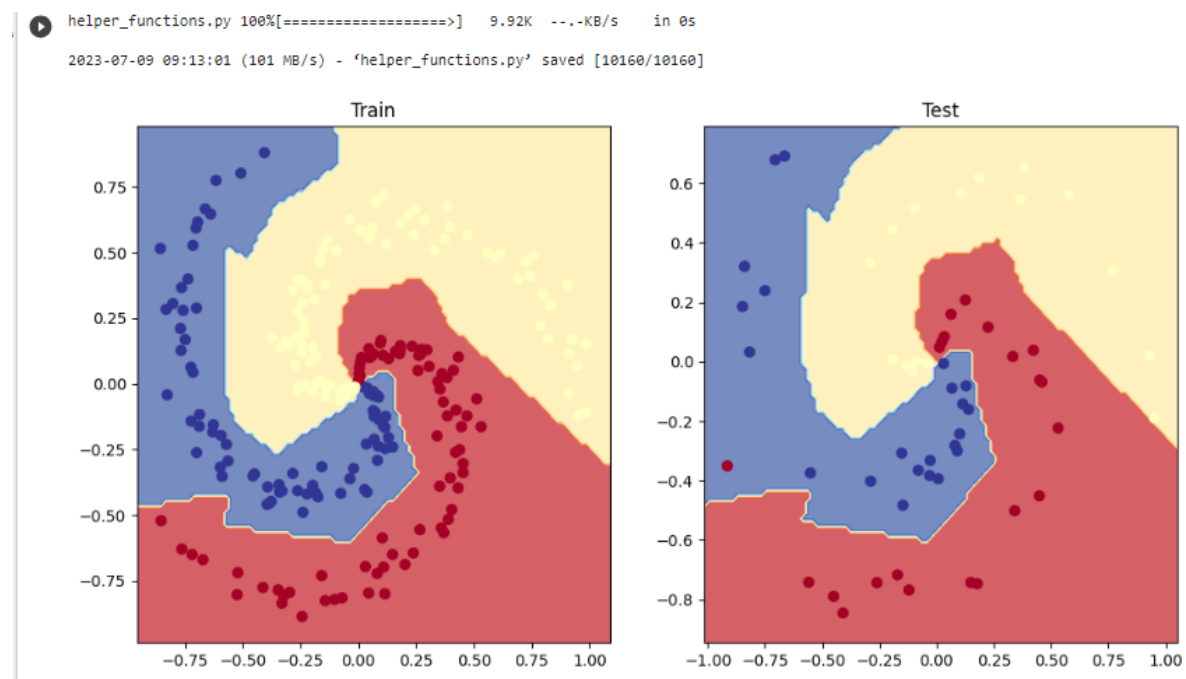 helper_functions.py 100%[===================>]   9.92K  --.-KB/s    in 0s
2023-07-09 09:13:01 (101 MB/s) - ‘helper_functions.py’ saved [10160/10160]
Train
0.75
0.50
0.25
0.00
−0.25
−0.50
−0.75
−0.75 −0.50 −0.25 0.00 0.25 0.50 0.75 1.00
Test
0.6
0.4
0.2
0.0
−0.2
−0.4
−0.6
−0.8
−1.00 −0.75 −0.50 −0.25 0.00 0.25 0.50 0.75 1.00